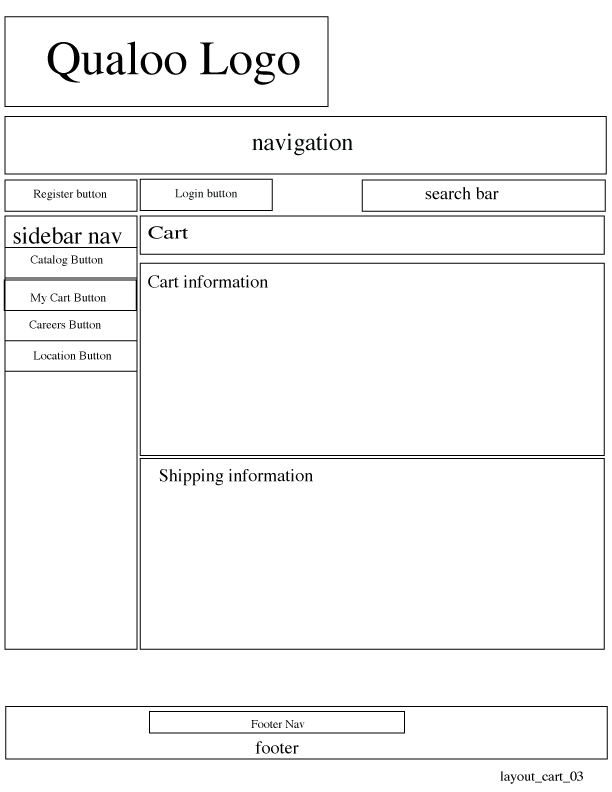 Qualoo Logo
navigation
Register button
Login button
search bar
sidebar nav
Catalog Button
My Cart Button
Careers Button
Location Button
Cart
Cart information
Shipping information
Footer Nav
footer
layout_cart_03